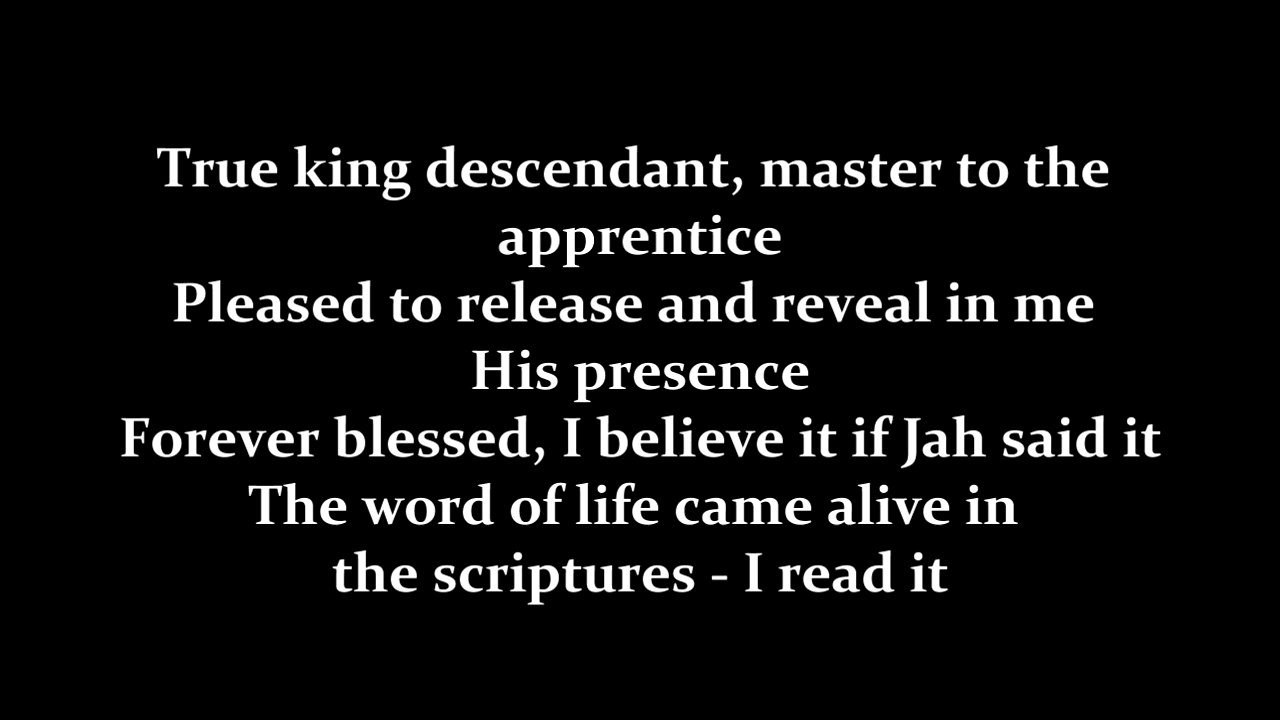 True king descendant, master to the
apprentice
Pleased to release and reveal in me
His presence
Forever blessed, I believe it if Jah said it
The word of life came alive in
the scriptures - I read it